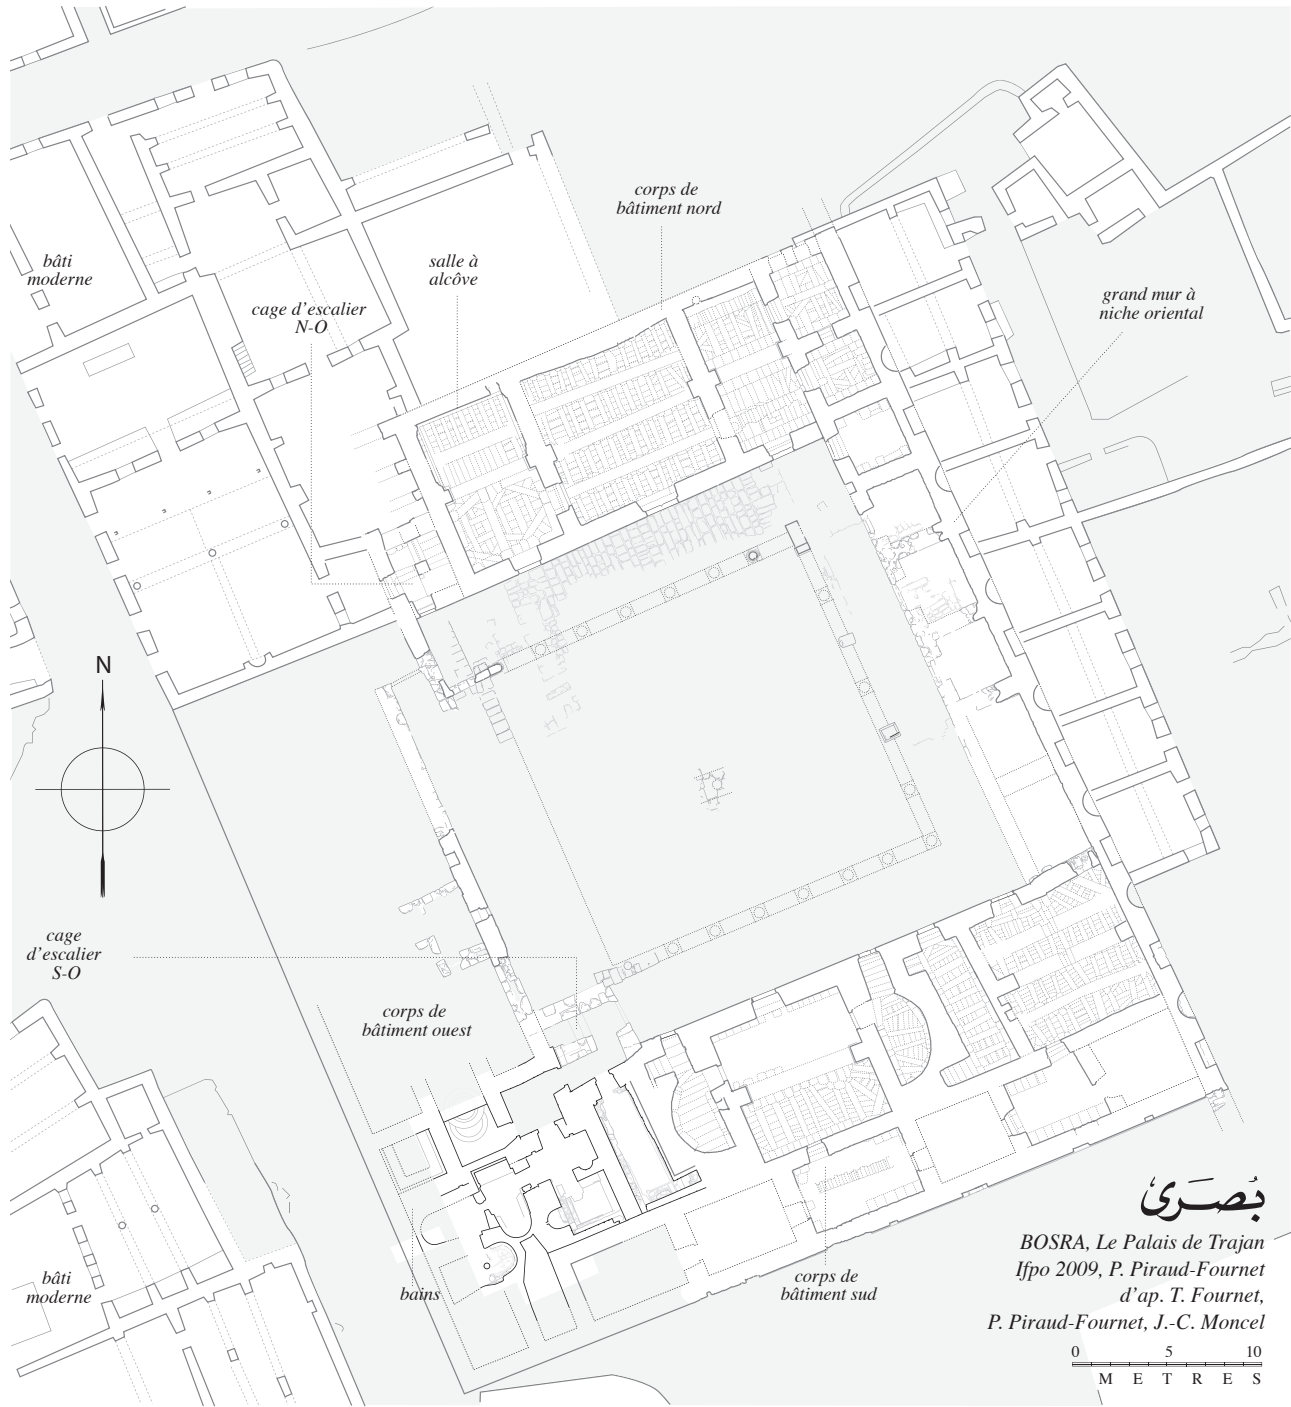 corps de
bâtiment nord
bâti
moderne
salle à
alcôve
cage d'escalier
N-O
grand mur à
niche oriental
N
cage
d'escalier
S-O
corps de
bâtiment ouest
bâti
moderne
bains
corps de
bâtiment sud
بُصرَى
BOSRA, Le Palais de Trajan
Ifpo 2009, P. Piraud-Fournet
d'ap. T. Fournet,
P. Piraud-Fournet, J.-C. Moncel
0 5 10
METRES